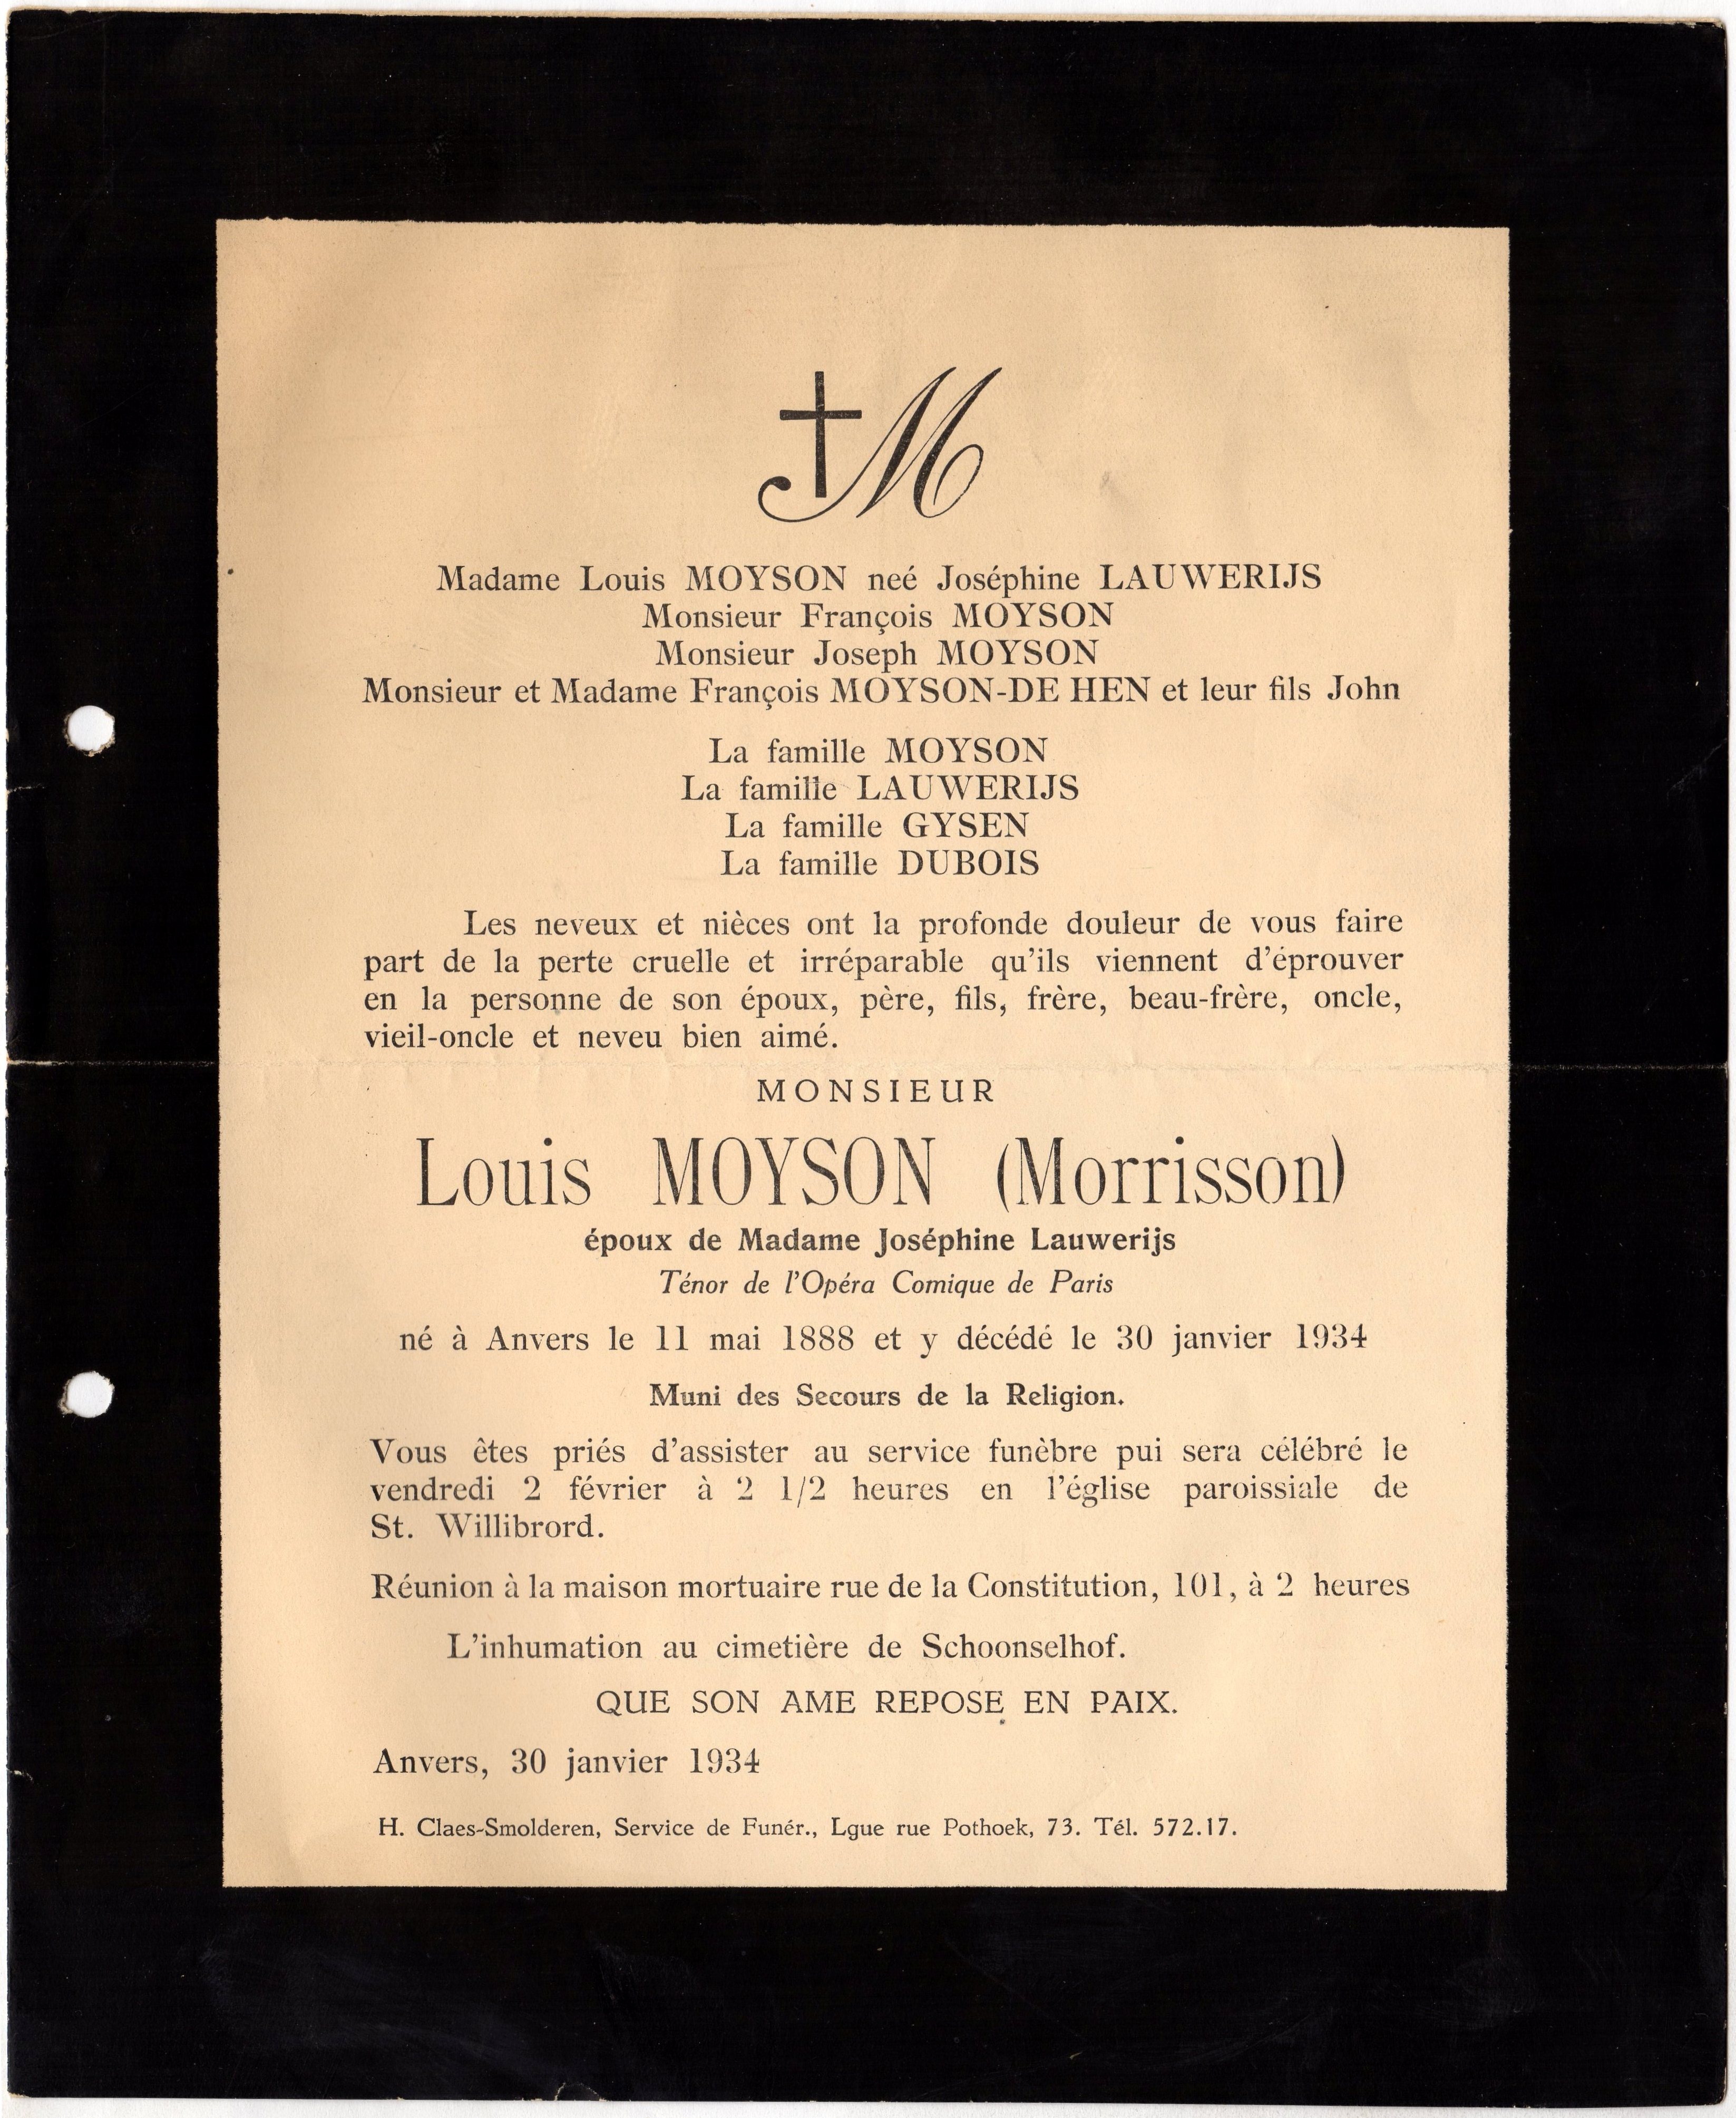 M
Madame Louis MOYSON neé Joséphine LAUWERIJS
Monsieur François MOYSON
Monsieur Joseph MOYSON
Monsieur et Madame François MOYSON-DE HEN et leur fils John
La famille MOYSON
La famille LAUWERIJS
La famille GYSEN
La famille DUBOIS
Les neveux et nièces ont la profonde douleur de vous faire
part de la perte cruelle et irréparable qu'ils viennent d'éprouver
en la personne de son époux, père, fils, frère, beau-frère, oncle,
vieil-oncle et neveu bien aimé.
MONSIEUR
Louis MOYSON (Morrisson)
époux de Madame Joséphine Lauwerijs
Ténor de l'Opéra Comique de Paris
né à Anvers le 11 mai 1888 et y décédé le 30 janvier 1934
Muni des Secours de la Religion.
Vous êtes priés d'assister au service funèbre pui sera célébré le
vendredi 2 février à 2 1/2 heures en l'église paroissiale de
St. Willibrord.
Réunion à la maison mortuaire rue de la Constitution, 101, à 2 heures
L'inhumation au cimetière de Schoonselhof.
QUE SON AME REPOSE EN PAIX.
Anvers, 30 janvier 1934
H. Claes-Smolderen, Service de Funér., Lgue rue Pothoek, 73. Tél. 572.17.